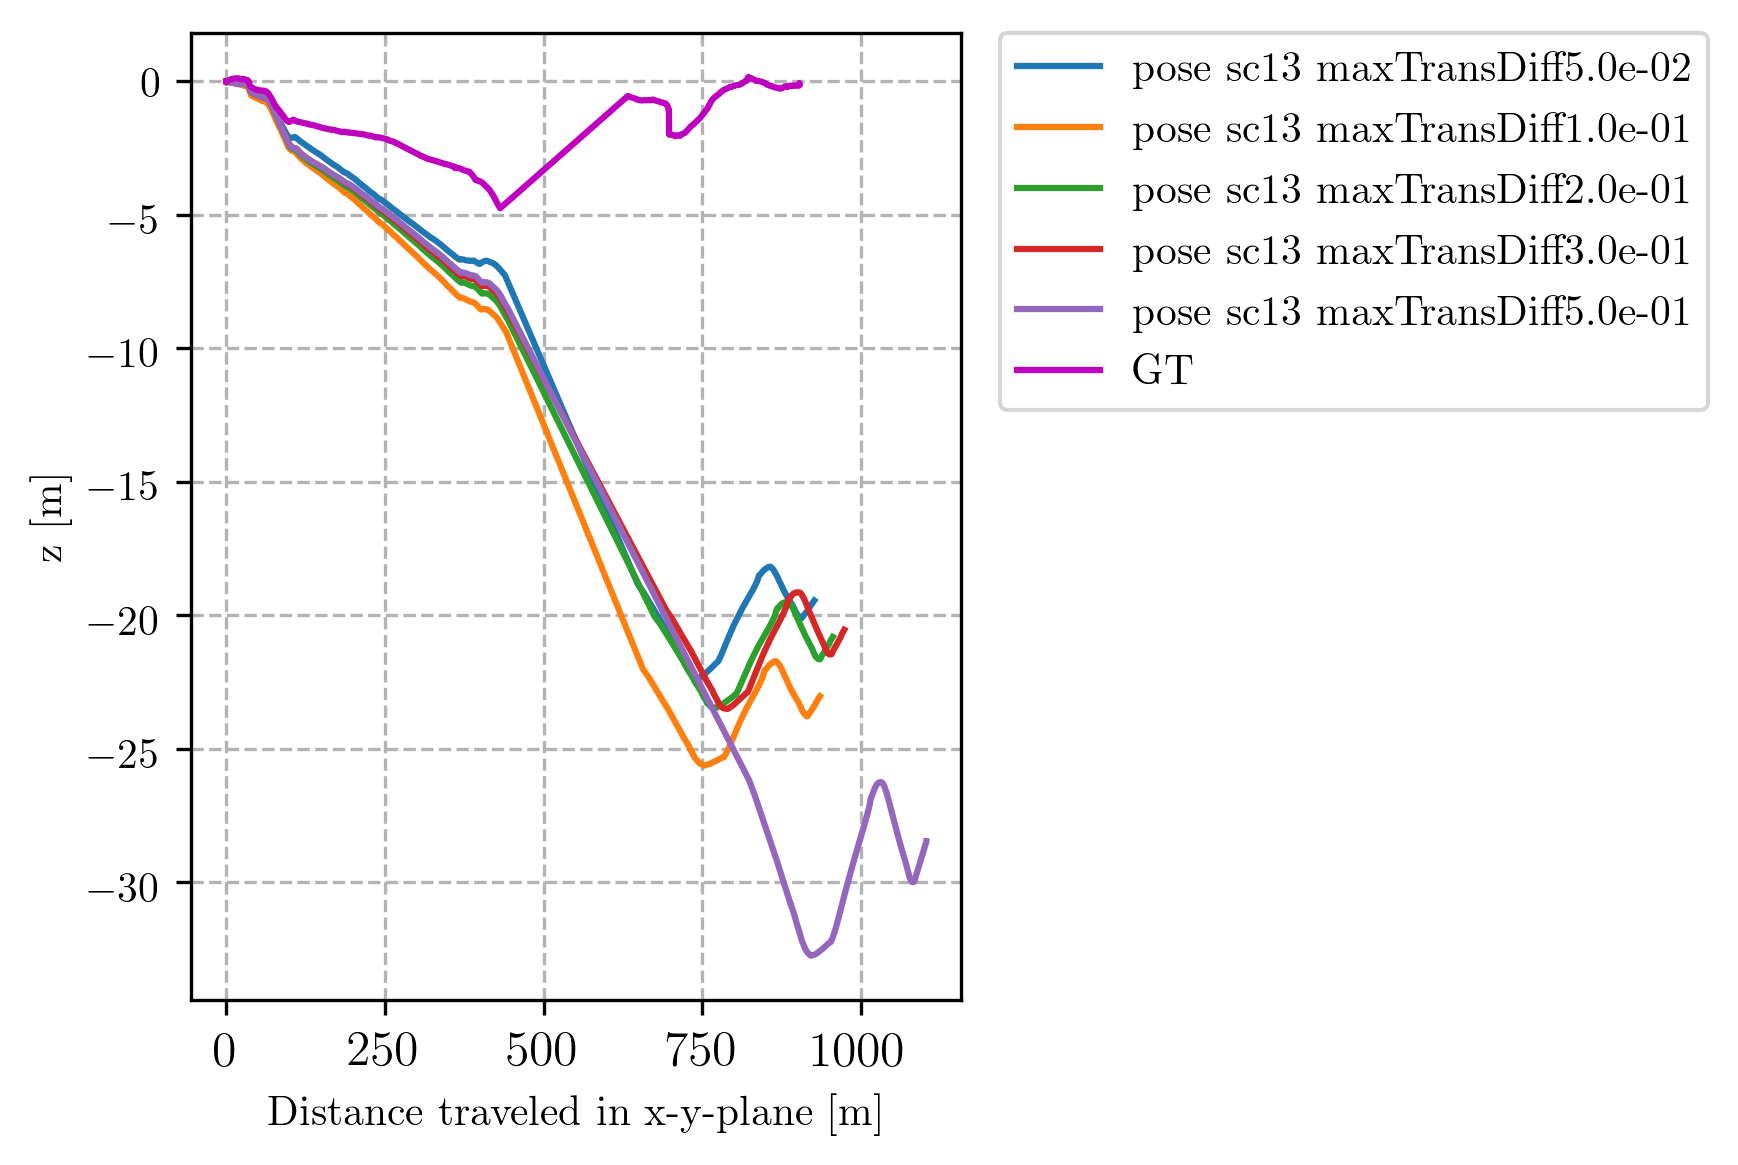 pose sc13 maxTransDiff5.0e-02
pose sc13 maxTransDiff1.0e-01
pose sc13 maxTransDiff2.0e-01
pose sc13 maxTransDiff3.0e-01
pose sc13 maxTransDiff5.0e-01
GT
z [m]
0
−5
−10
−15
−20
−25
−30
0 250 500 750 1000
Distance traveled in x-y-plane [m]